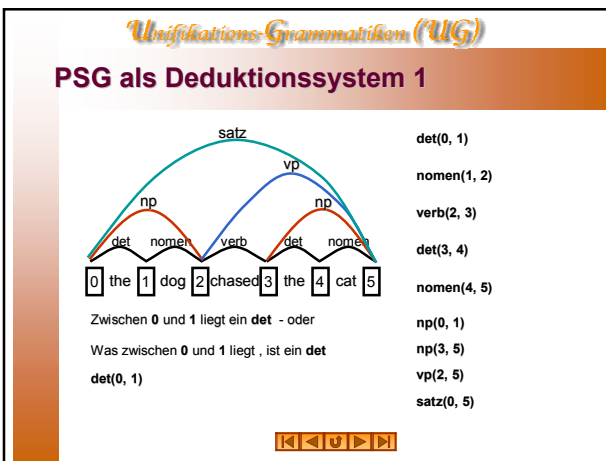 Unifikations-Grammatiken (UG)
PSG als Deduktionssystem 1
satz
vp
np
np
det nomen verb det nomen
0 the 1 dog 2 chased 3 the 4 cat 5
Zwischen 0 und 1 liegt ein det - oder
Was zwischen 0 und 1 liegt , ist ein det
det(0, 1)
det(0, 1)
nomen(1, 2)
verb(2, 3)
det(3, 4)
nomen(4, 5)
np(0, 1)
np(3, 5)
vp(2, 5)
satz(0, 5)